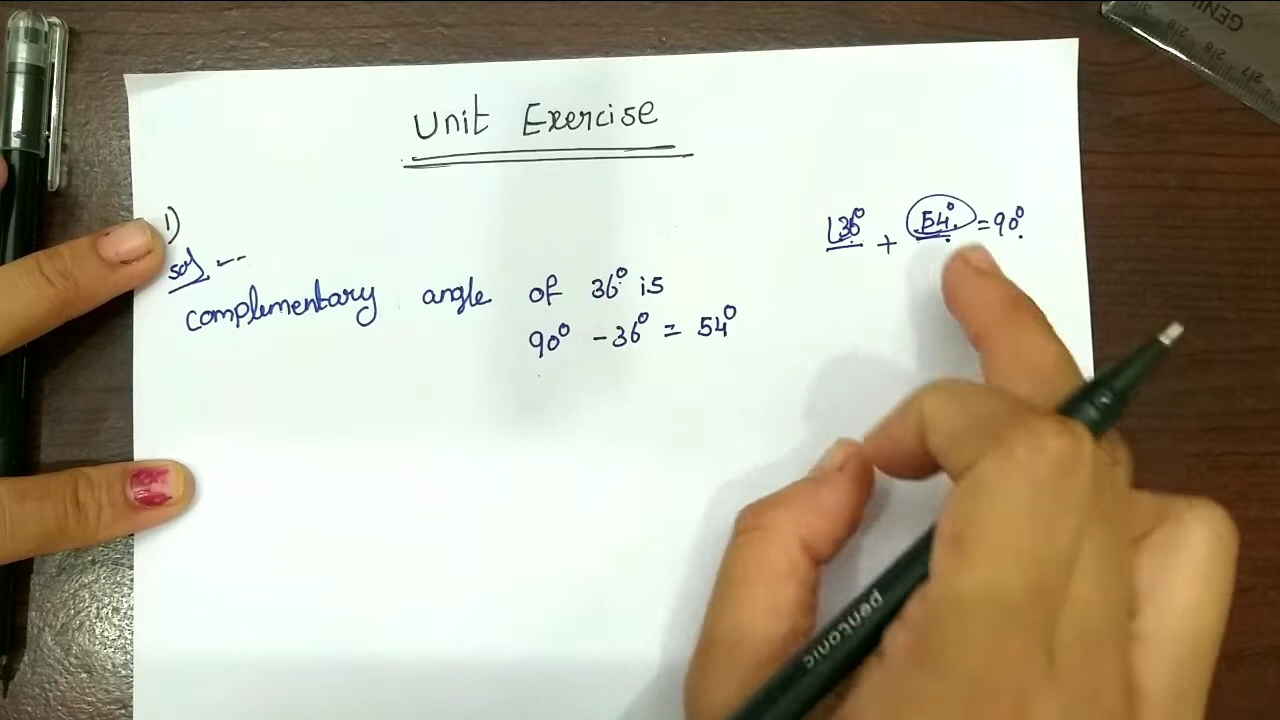 Unit Exercise
1)
36° + 54° = 90°
sol :-
complementary angle of 36° is
90° - 36° = 54°
pentonic